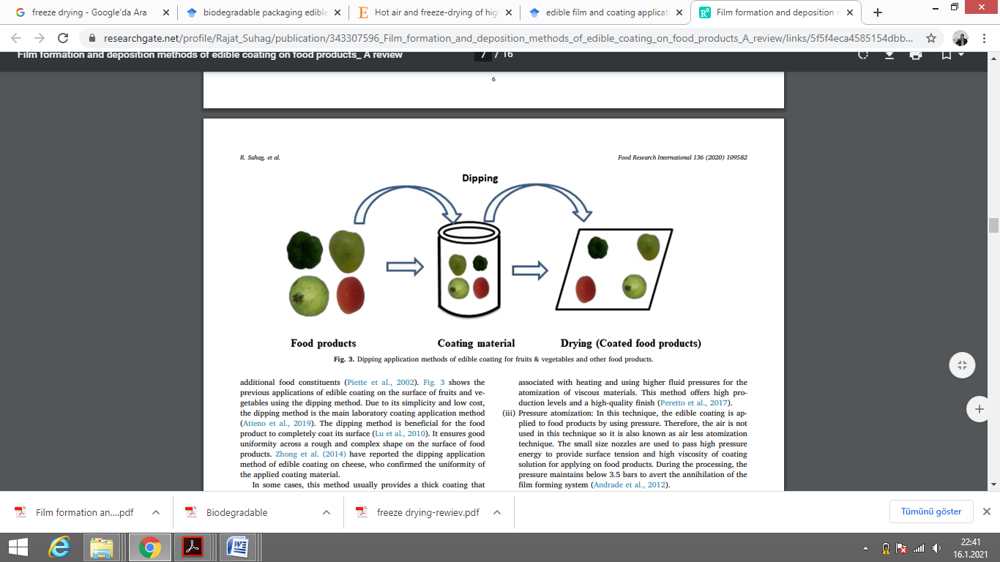 freeze drying - Google'da Ara
biodegradable packaging edible
Hot air and freeze-drying of hig
edible film and coating applicat
Film formation and deposition m
researchgate.net/profile/Rajat_Suhag/publication/343307596_Film_formation_and_deposition_methods_of_edible_coating_on_food_products_A_review/links/5f5f4eca4585154dbb...
Film formation and deposition methods of edible coating on food products_ A review
7 / 16
6
R. Suhag, et al.
Food Research International 136 (2020) 109582
Dipping
Food products
Coating material
Drying (Coated food products)
Fig. 3. Dipping application methods of edible coating for fruits & vegetables and other food products.
additional food constituents (Piette et al., 2002). Fig. 3 shows the
previous applications of edible coating on the surface of fruits and ve-
getables using the dipping method. Due to its simplicity and low cost,
the dipping method is the main laboratory coating application method
(Atieno et al., 2019). The dipping method is beneficial for the food
product to completely coat its surface (Lu et al., 2010). It ensures good
uniformity across a rough and complex shape on the surface of food
products. Zhong et al. (2014) have reported the dipping application
method of edible coating on cheese, who confirmed the uniformity of
the applied coating material.
In some cases, this method usually provides a thick coating that
associated with heating and using higher fluid pressures for the
atomization of viscous materials. This method offers high pro-
duction levels and a high-quality finish (Peretto et al., 2017).
(iii) Pressure atomization: In this technique, the edible coating is ap-
plied to food products by using pressure. Therefore, the air is not
used in this technique so it is also known as air less atomization
technique. The small size nozzles are used to pass high pressure
energy to provide surface tension and high viscosity of coating
solution for applying on food products. During the processing, the
pressure maintains below 3.5 bars to avert the annihilation of the
film forming system (Andrade et al., 2012).
Film formation an....pdf
Biodegradable
freeze drying-rewiev.pdf
Tümünü göster
22:41
16.1.2021